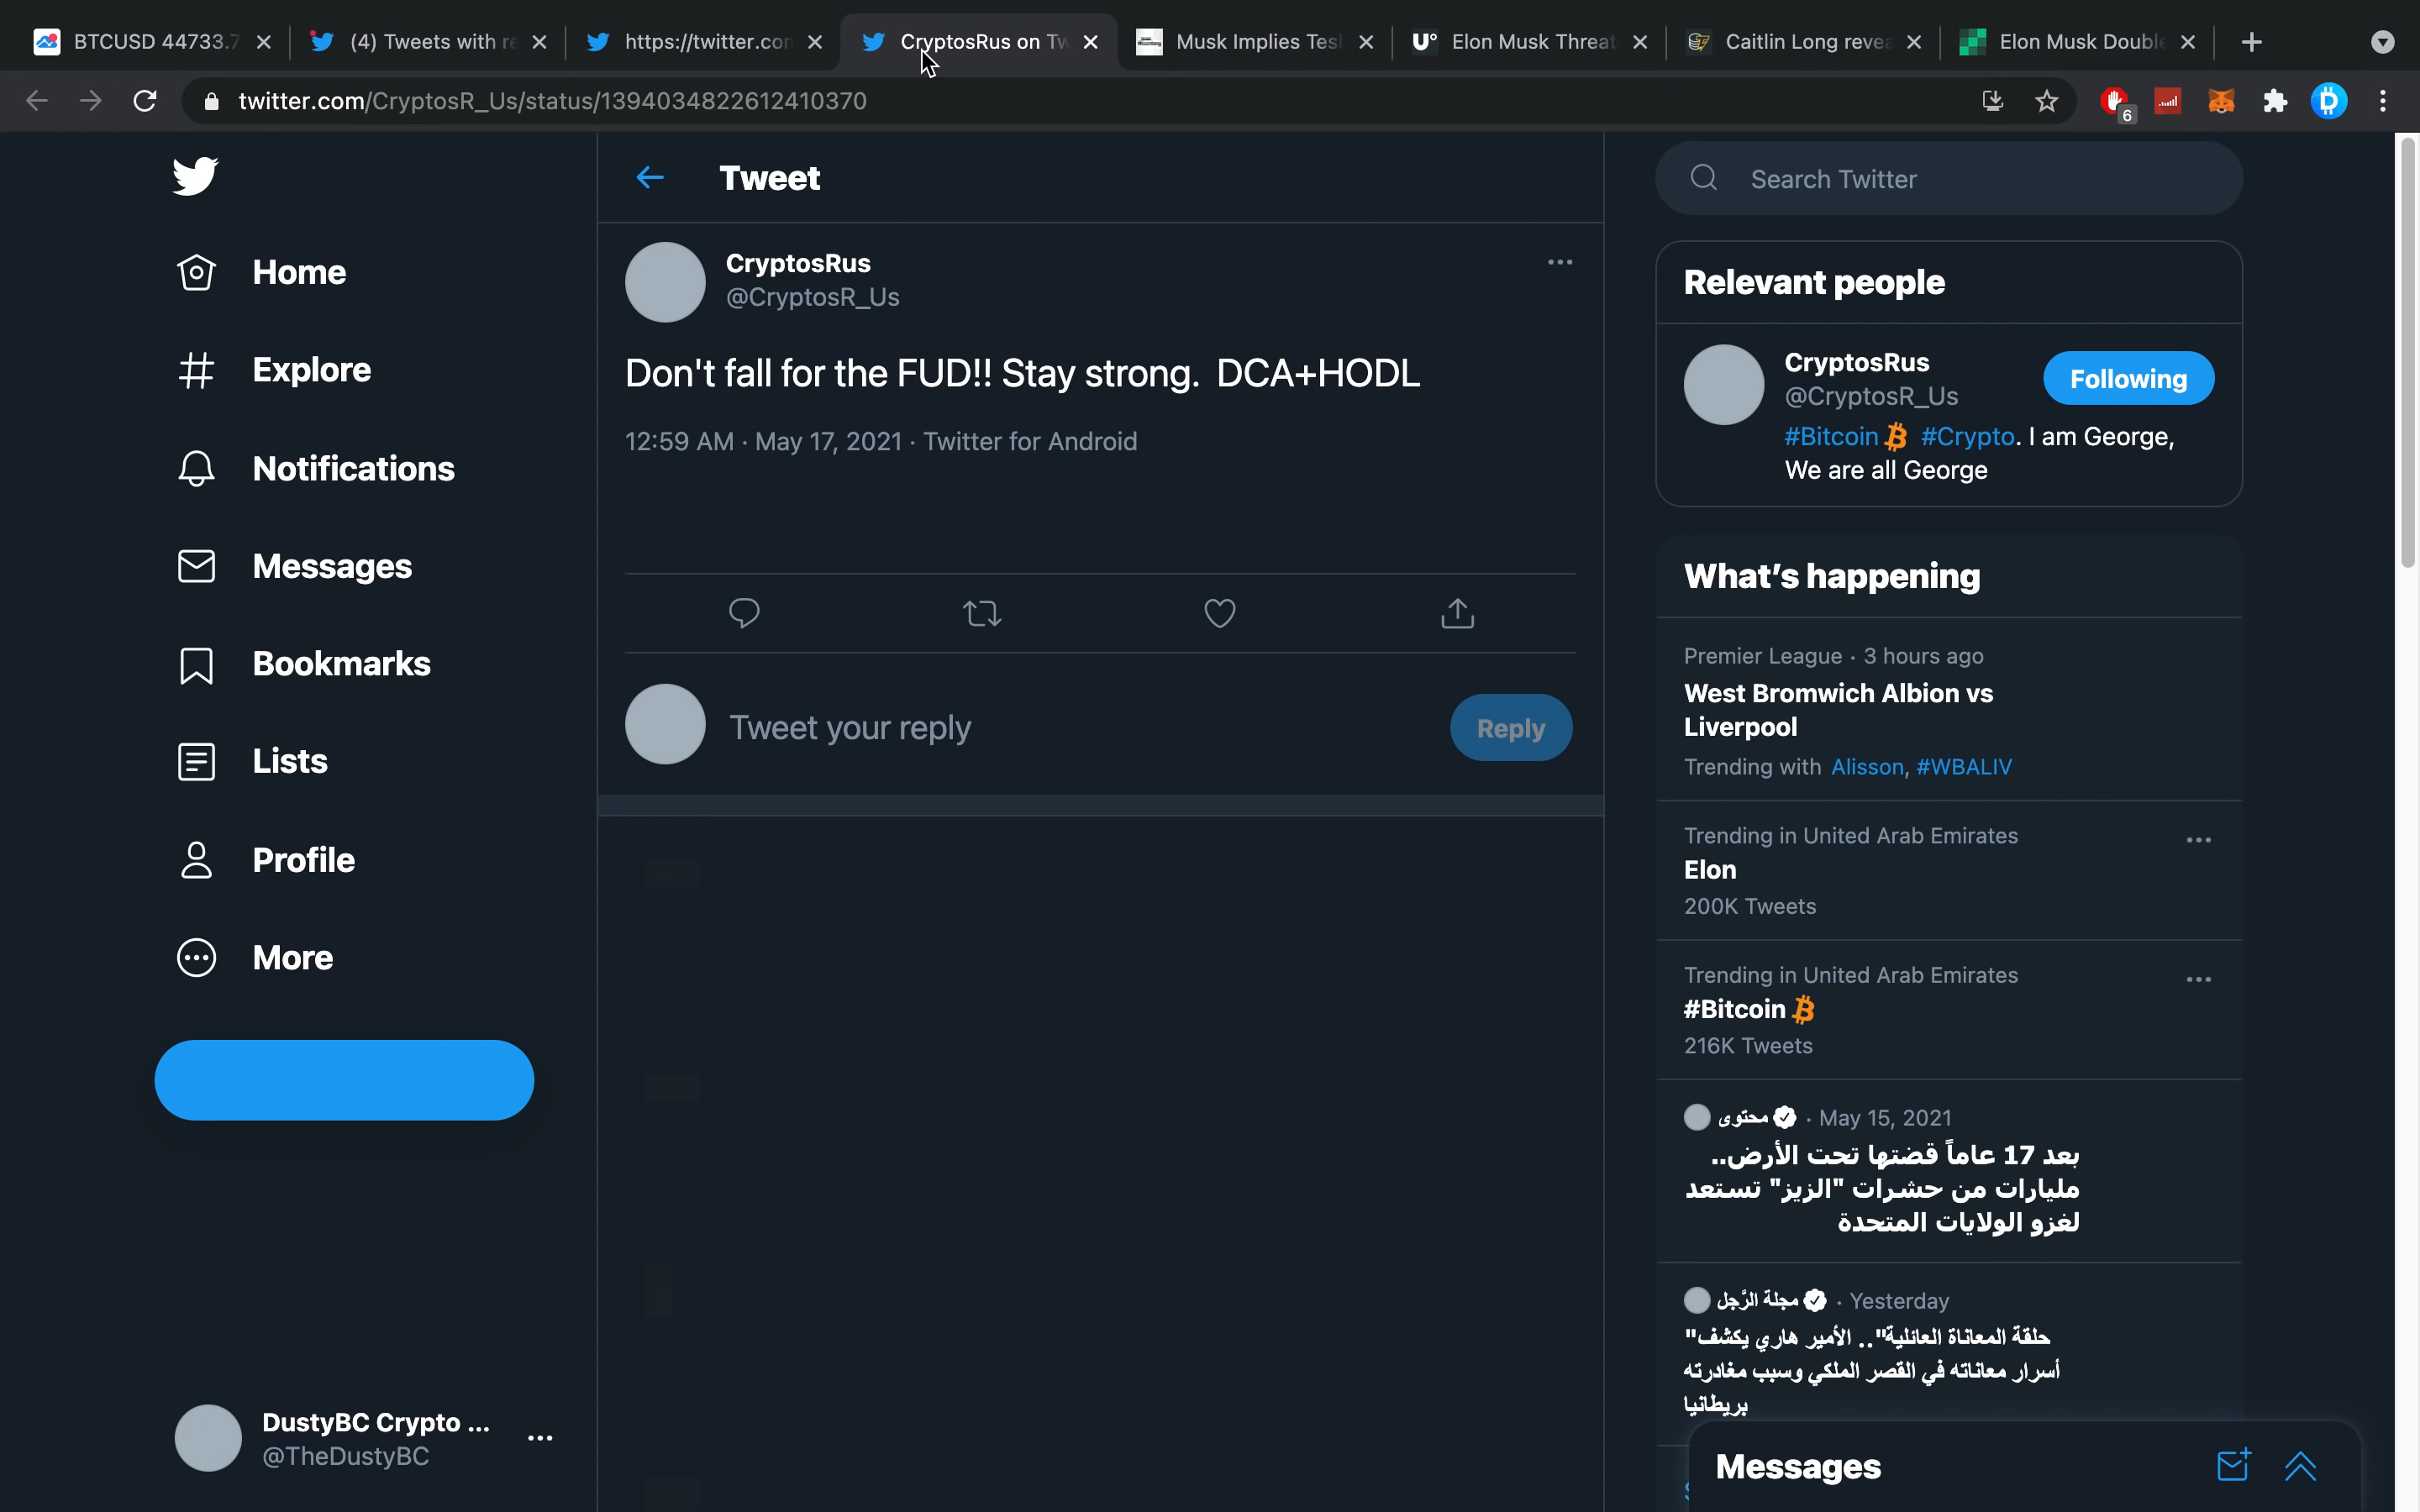 BTCUSD 44733.7
(4) Tweets with re
https://twitter.con
CryptosRus on Tw
Musk Implies Tesl
U° Elon Musk Threat
Caitlin Long revea
Elon Musk Double
twitter.com/CryptosR_Us/status/1394034822612410370
6
Home
Explore
Notifications
Messages
Bookmarks
Lists
Profile
More
DustyBC Crypto ...
@TheDustyBC
Tweet
CryptosRus
@CryptosR_Us
Don't fall for the FUD!! Stay strong. DCA+HODL
12:59 AM · May 17, 2021 · Twitter for Android
Tweet your reply
Reply
Search Twitter
Relevant people
CryptosRus
@CryptosR_Us
Following
#Bitcoin #Crypto. I am George,
We are all George
What's happening
Premier League · 3 hours ago
West Bromwich Albion vs
Liverpool
Trending with Alisson, #WBALIV
Trending in United Arab Emirates
Elon
200K Tweets
Trending in United Arab Emirates
#Bitcoin
216K Tweets
محتوى · May 15, 2021
بعد 17 عاماً قضتها تحت الأرض..
مليارات من حشرات "الزيز" تستعد
لغزو الولايات المتحدة
مجلة الرَّجل · Yesterday
"حلقة المعاناة العائلية".. الأمير هاري يكشف
أسرار معاناته في القصر الملكي وسبب مغادرته
بريطانيا
Messages